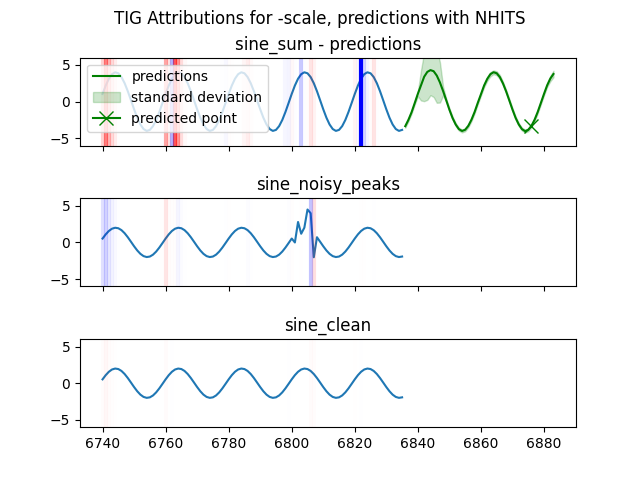 TIG Attributions for -scale, predictions with NHITS
sine_sum - predictions
5
0
−5
predictions
standard deviation
predicted point
sine_noisy_peaks
5
0
−5
sine_clean
5
0
−5
6740 6760 6780 6800 6820 6840 6860 6880